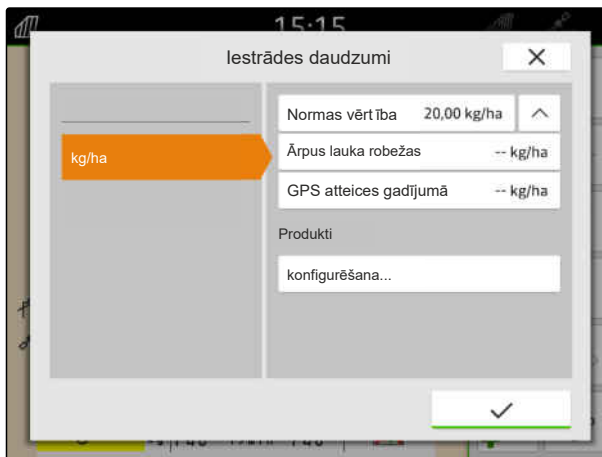 15:15
Iestrādes daudzumi
kg/ha
Normas vērtība 20,00 kg/ha
Ārpus lauka robežas -- kg/ha
GPS atteices gadījumā -- kg/ha
Produkti
konfigurēšana...